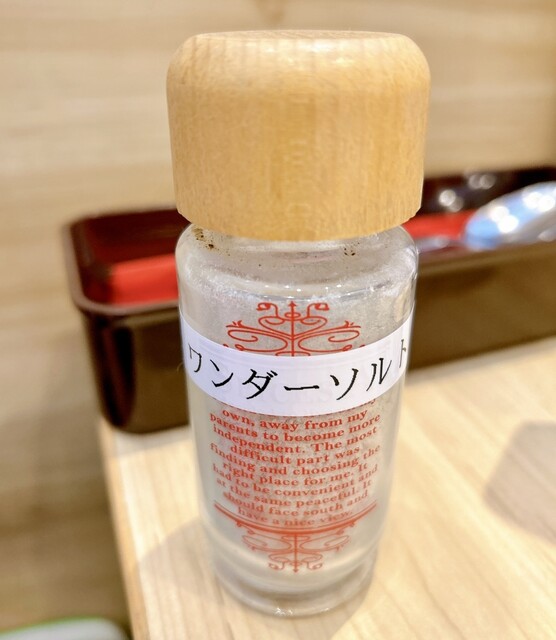 ワンダーソルト
own, away from my
parents to become more
independent. The most
difficult part was
finding and choosing the
right place for me. It
had to be convenient and
at the same peaceful. It
should face south and
have a nice view.